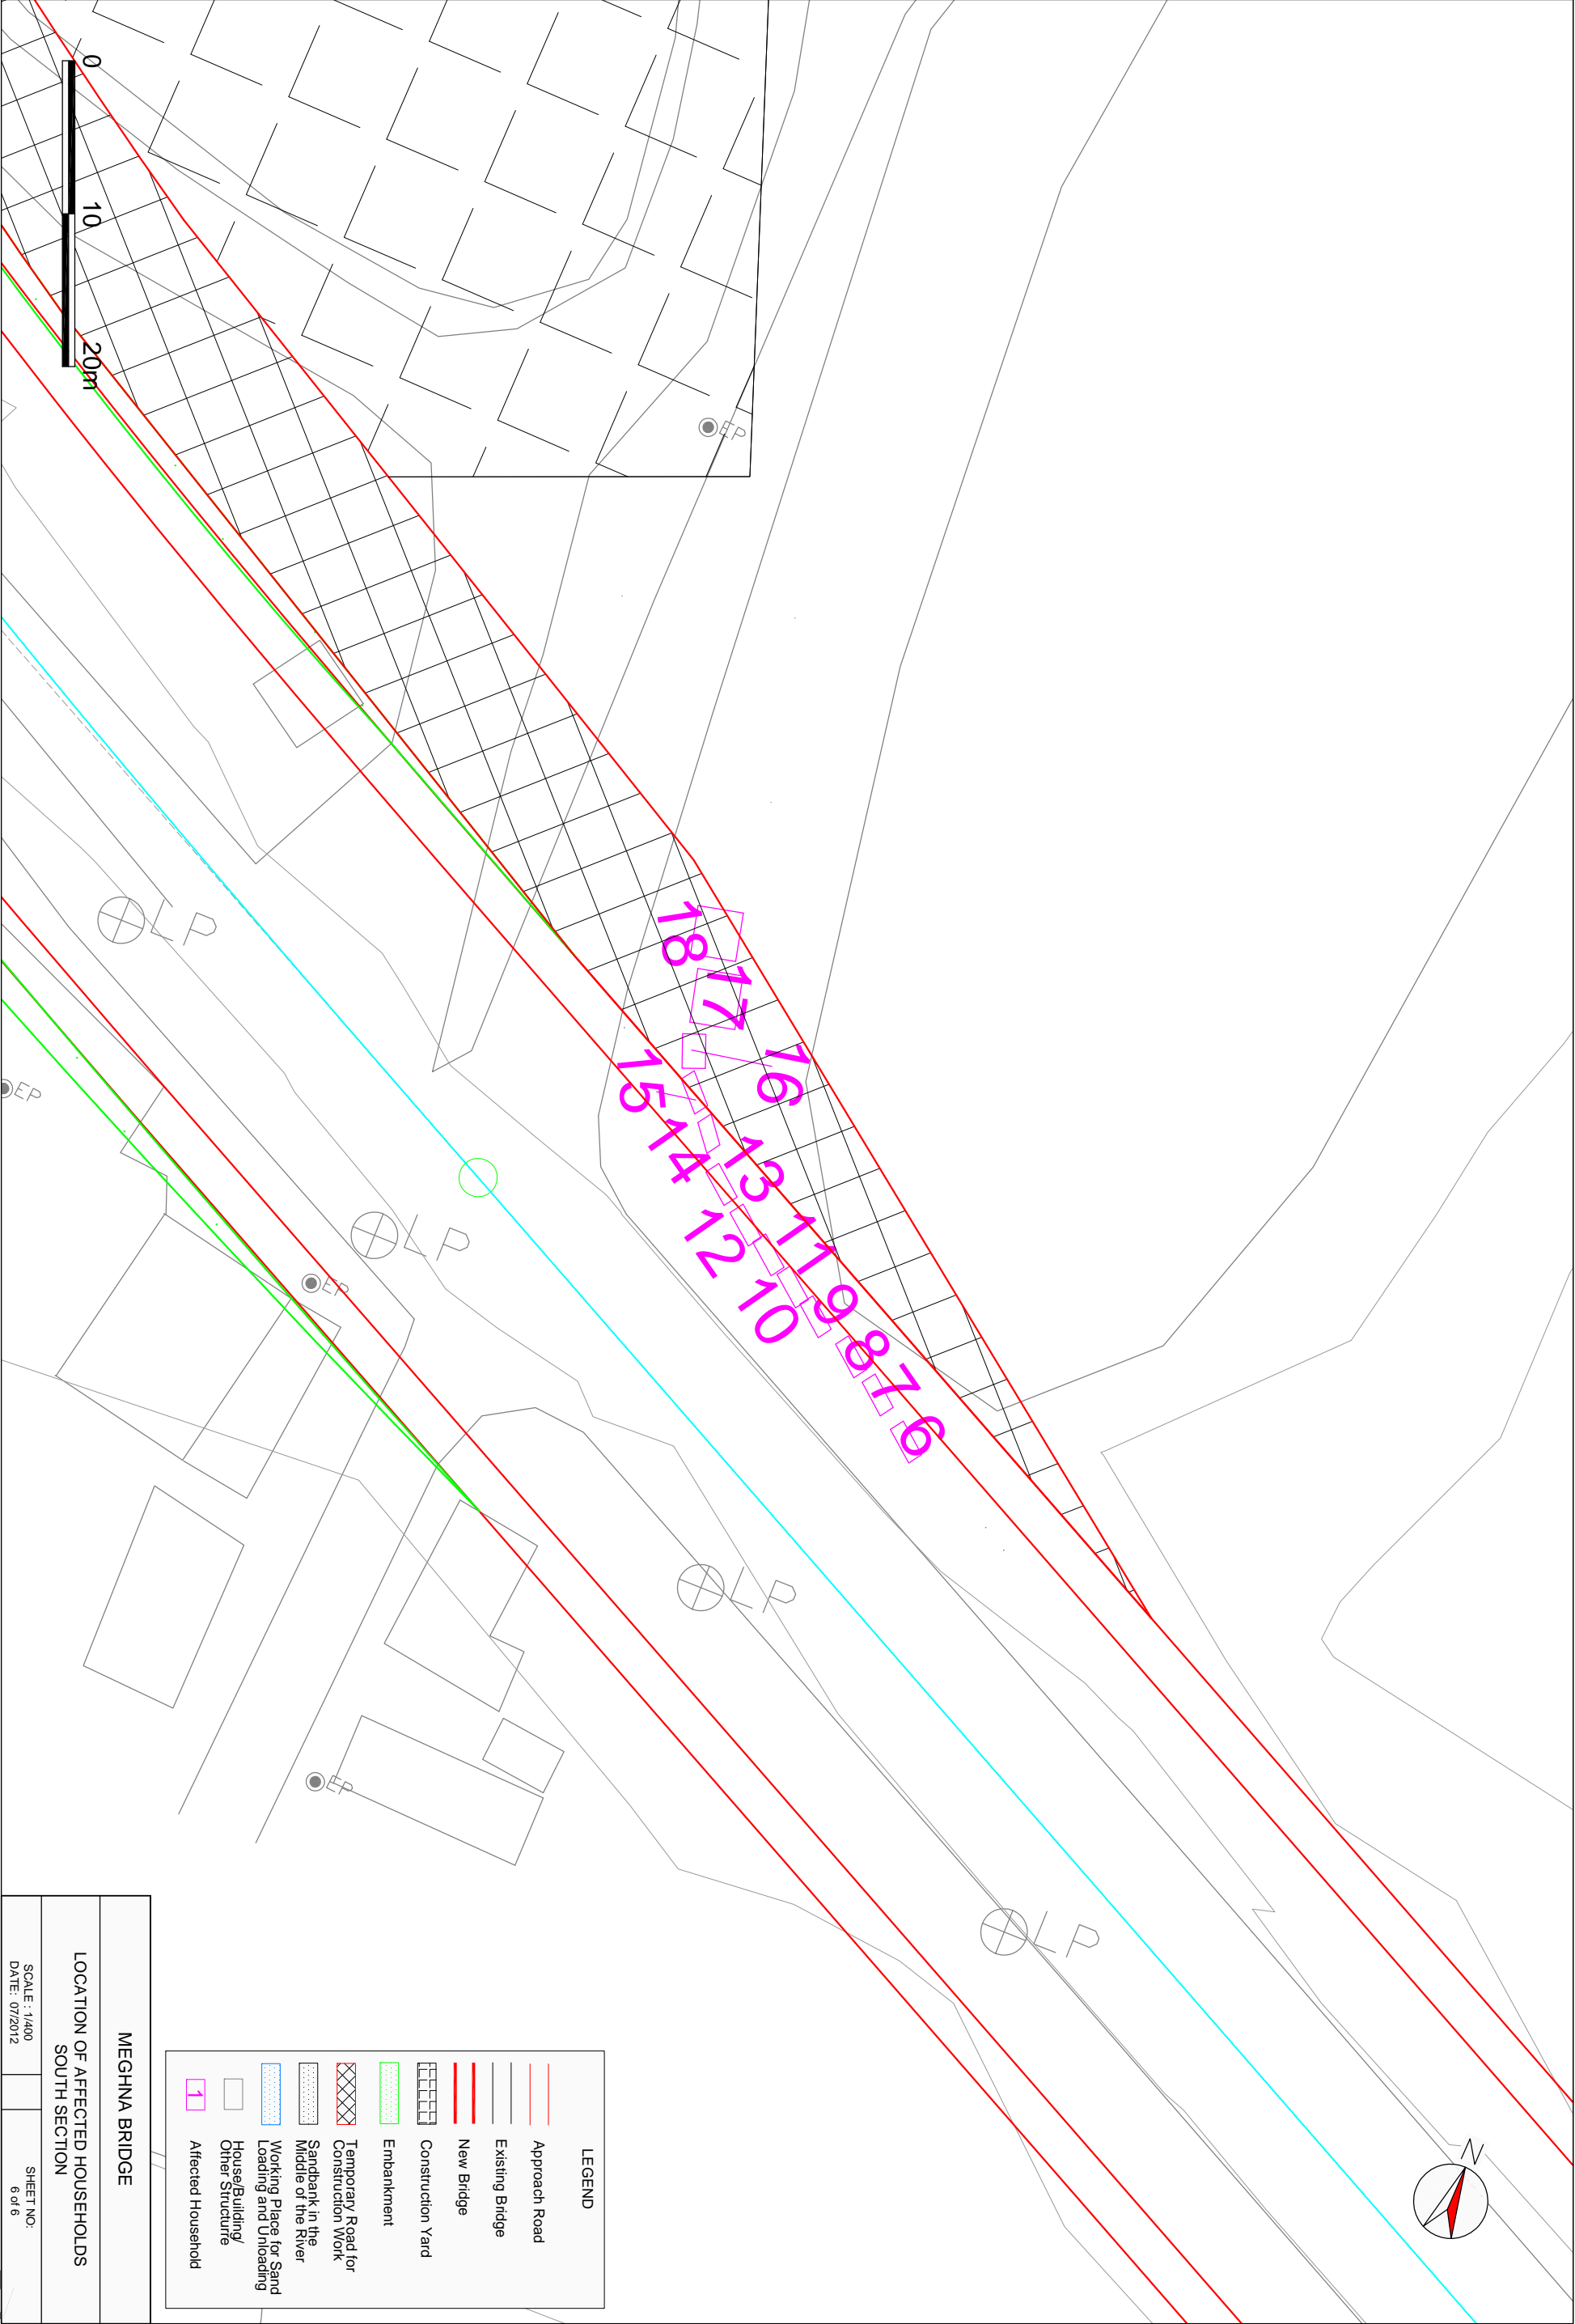 0
10
20m
EP
18
17
16
15
14
13
12
11
10
9
8
7
6
LP
LP
LP
LP
EP
EP
EP
N
LEGEND
Approach Road
Existing Bridge
New Bridge
Construction Yard
Embankment
Temporary Road for
Construction Work
Sandbank in the
Middle of the River
Working Place for Sand
Loading and Unloading
House/Building/
Other Structure
1
Affected Household
MEGHNA BRIDGE
LOCATION OF AFFECTED HOUSEHOLDS
SOUTH SECTION
SCALE : 1/400
DATE: 07/2012
SHEET NO:
6 of 6